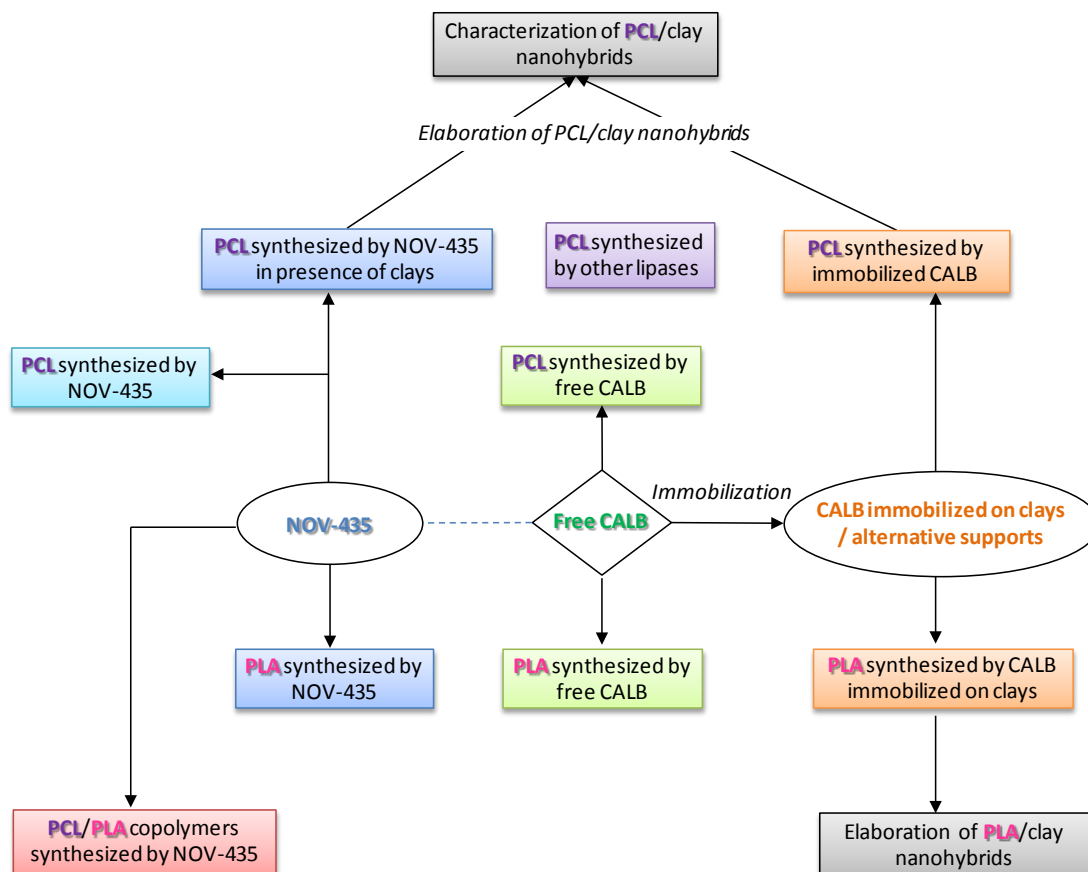 Characterization of PCL/clay
nanohybrids
Elaboration of PCL/clay nanohybrids
PCL synthesized by NOV-435
in presence of clays
PCL synthesized
by other lipases
PCL synthesized by
immobilized CALB
PCL synthesized by
NOV-435
PCL synthesized by
free CALB
NOV-435
Free CALB
Immobilization
CALB immobilized on clays
/ alternative supports
PLA synthesized by
NOV-435
PLA synthesized by
free CALB
PLA synthesized by CALB
immobilized on clays
PCL/PLA copolymers
synthesized by NOV-435
Elaboration of PLA/clay
nanohybrids